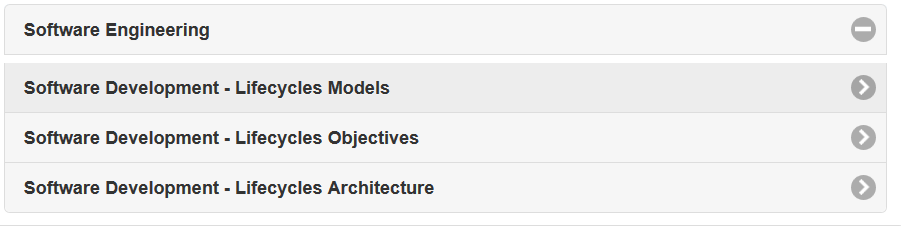 Software Engineering
Software Development - Lifecycles Models
Software Development - Lifecycles Objectives
Software Development - Lifecycles Architecture